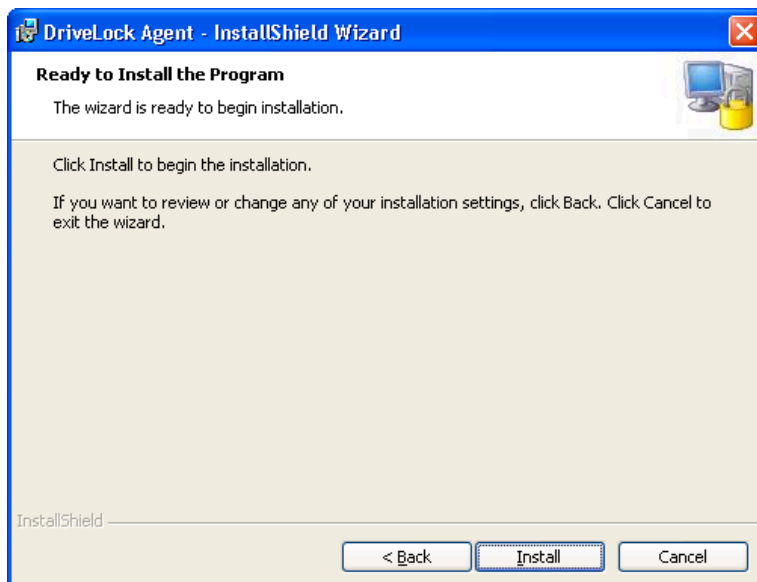 DriveLock Agent - InstallShield Wizard
Ready to Install the Program
The wizard is ready to begin installation.
Click Install to begin the installation.
If you want to review or change any of your installation settings, click Back. Click Cancel to
exit the wizard.
InstallShield
< Back
Install
Cancel